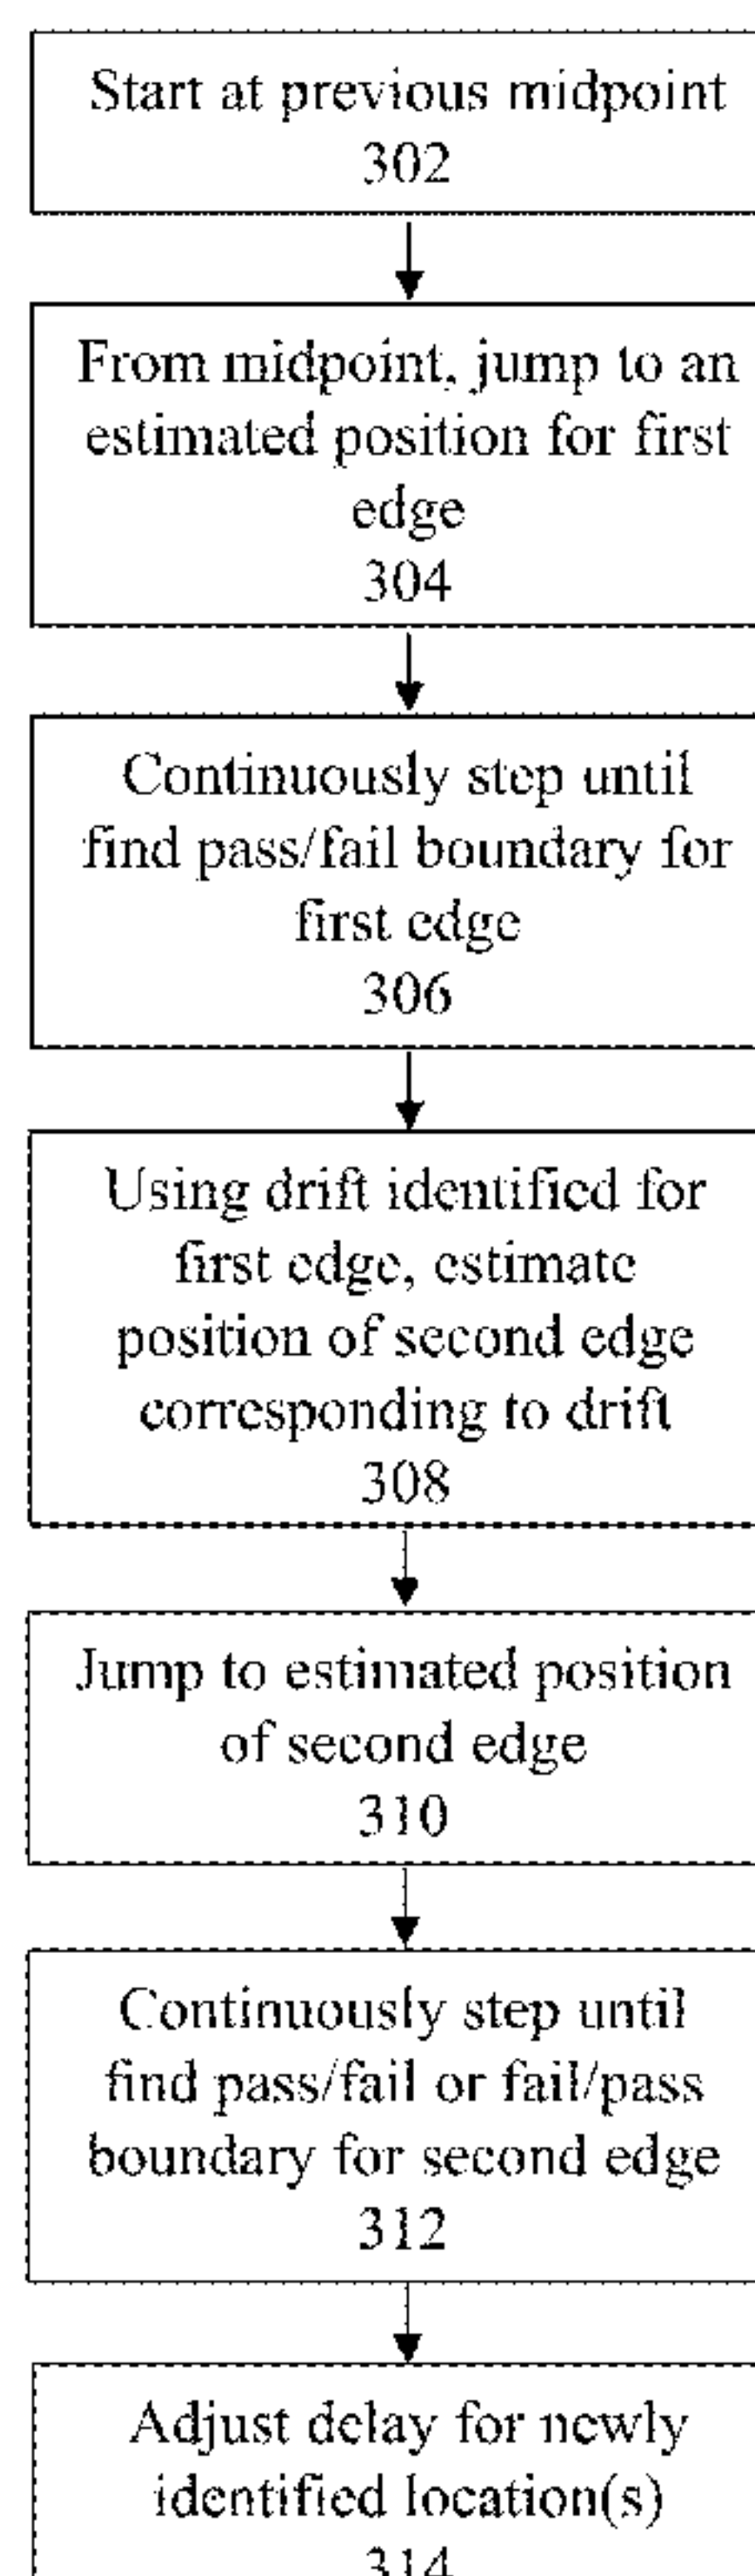 Start at previous midpoint
302
From midpoint, jump to an
estimated position for first
edge
304
Continuously step until
find pass/fail boundary for
first edge
306
Using drift identified for
first edge, estimate
position of second edge
corresponding to drift
308
Jump to estimated position
of second edge
310
Continuously step until
find pass/fail or fail/pass
boundary for second edge
312
Adjust delay for newly
identified location(s)
314